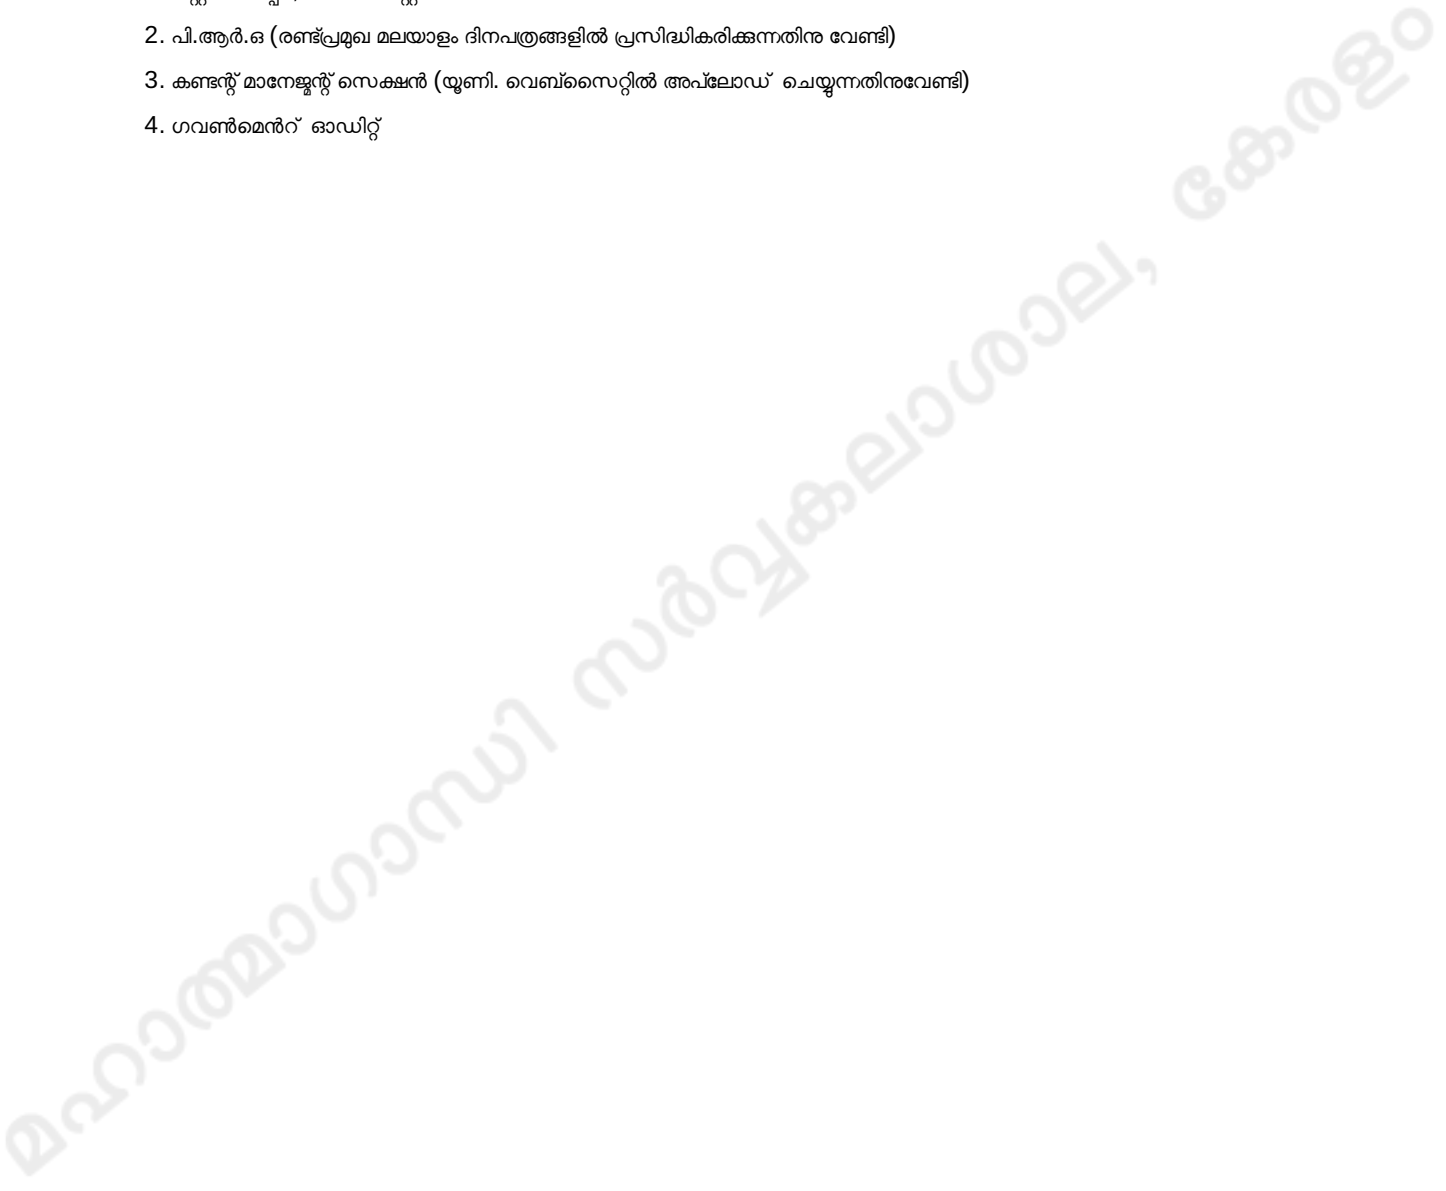 2. പി.ആർ.ഒ (രണ്ട്പ്രമുഖ മലയാളം ദിനപത്രങ്ങളിൽ പ്രസിദ്ധികരിക്കുന്നതിനു വേണ്ടി)
3. കണ്ടന്റ് മാനേജ്മന്റ് സെക്ഷൻ (യൂണി. വെബ്സൈറ്റിൽ അപ്‌ലോഡ് ചെയ്യുന്നതിനുവേണ്ടി)
4. ഗവൺമെൻറ് ഓഡിറ്റ്
മഹാത്മാഗാന്ധി സർവ്വകലാശാല, കേരളം